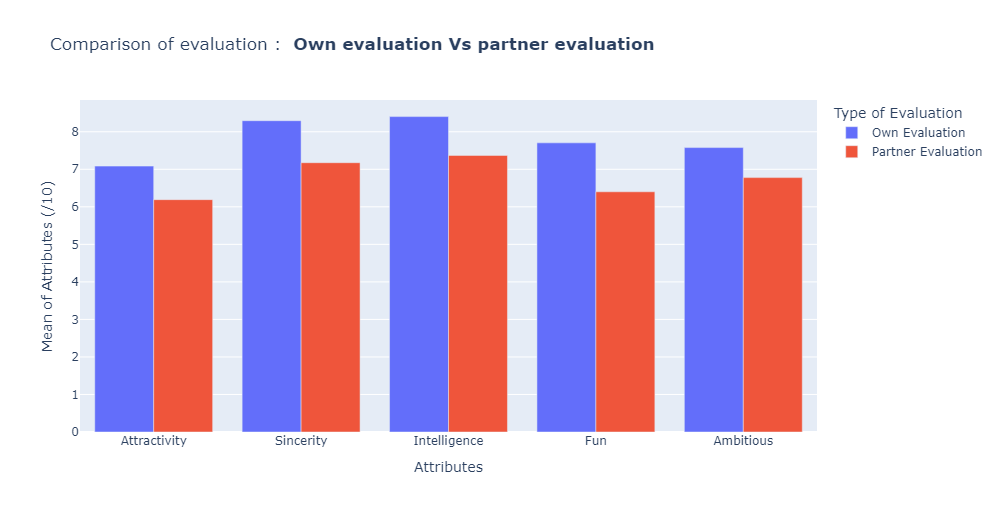 Comparison of evaluation : Own evaluation Vs partner evaluation
Type of Evaluation
Own Evaluation
Partner Evaluation
Mean of Attributes (/10)
8
7
6
5
4
3
2
1
0
Attractivity
Sincerity
Intelligence
Fun
Ambitious
Attributes